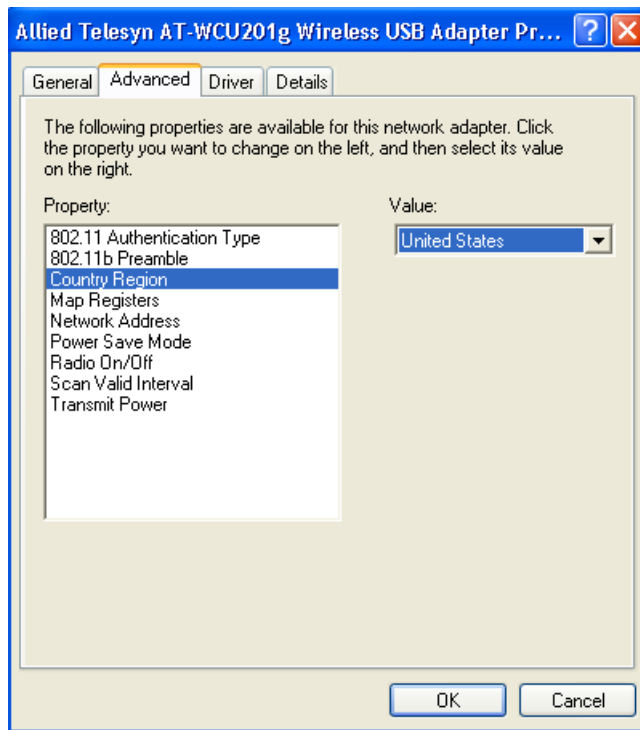 Allied Telesyn AT-WCU201g Wireless USB Adapter Pr... ?
General Advanced Driver Details
The following properties are available for this network adapter. Click
the property you want to change on the left, and then select its value
on the right.
Property:
Value:
802.11 Authentication Type
802.11b Preamble
Country Region
Map Registers
Network Address
Power Save Mode
Radio On/Off
Scan Valid Interval
Transmit Power
United States
OK Cancel